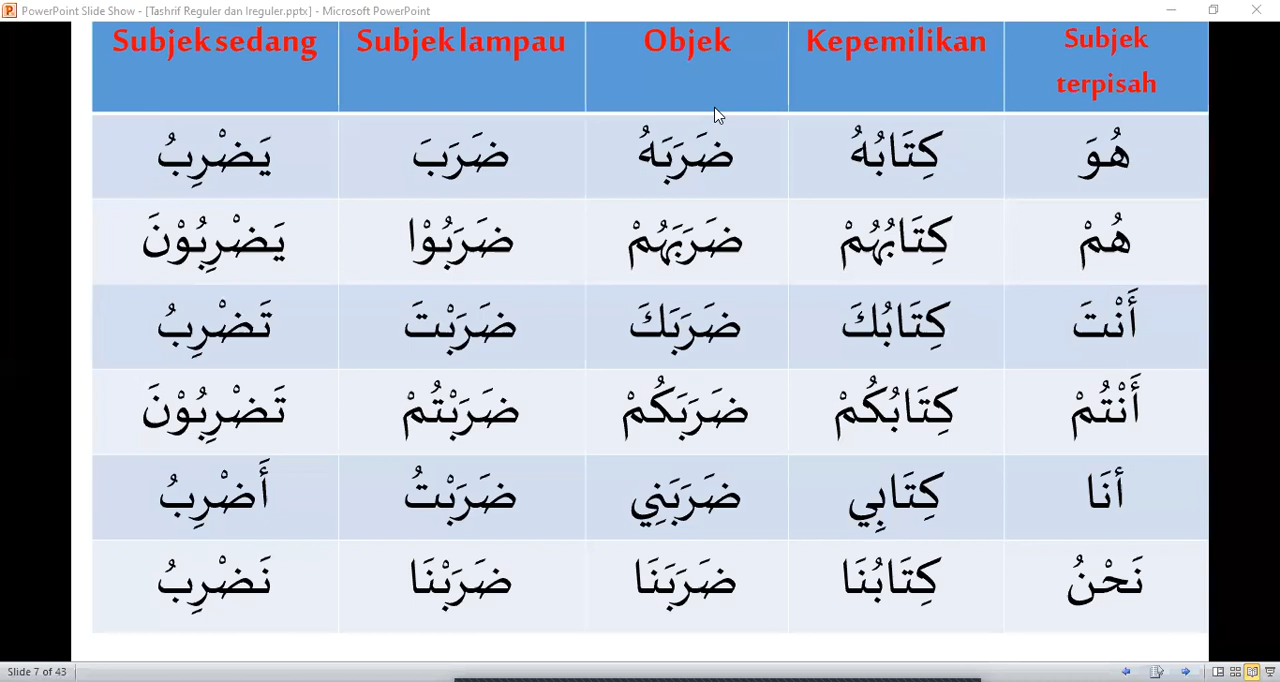 PowerPoint Slide Show - [Tashrif Reguler dan Ireguler.pptx] - Microsoft PowerPoint
Subjek sedang Subjek lampau Objek Kepemilikan Subjek terpisah
هُوَ كِتَابُهُ ضَرَبَهُ ضَرَبَ يَضْرِبُ
هُمْ كِتَابُهُمْ ضَرَبَهُمْ ضَرَبُوْا يَضْرِبُوْنَ
أَنْتَ كِتَابُكَ ضَرَبَكَ ضَرَبْتَ تَضْرِبُ
أَنْتُمْ كِتَابُكُمْ ضَرَبَكُمْ ضَرَبْتُمْ تَضْرِبُوْنَ
أنَا كِتَابِي ضَرَبَنِي ضَرَبْتُ أَضْرِبُ
نَحْنُ كِتَابُنَا ضَرَبَنَا ضَرَبْنَا نَضْرِبُ
Slide 7 of 43